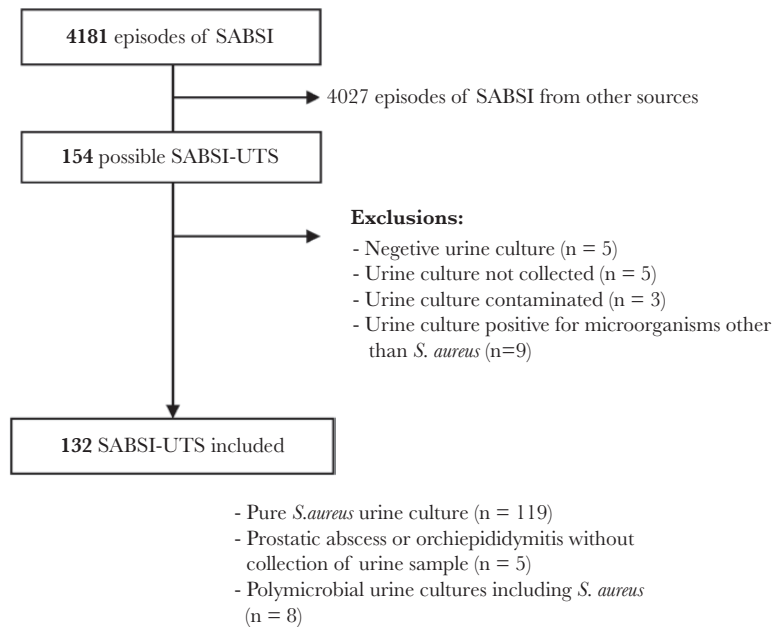 4181 episodes of SABSI
4027 episodes of SABSI from other sources
154 possible SABSI-UTS
Exclusions:
- Negetive urine culture (n = 5)
- Urine culture not collected (n = 5)
- Urine culture contaminated (n = 3)
- Urine culture positive for microorganisms other
than S. aureus (n=9)
132 SABSI-UTS included
- Pure S.aureus urine culture (n = 119)
- Prostatic abscess or orchiepididymitis without
collection of urine sample (n = 5)
- Polymicrobial urine cultures including S. aureus
(n = 8)